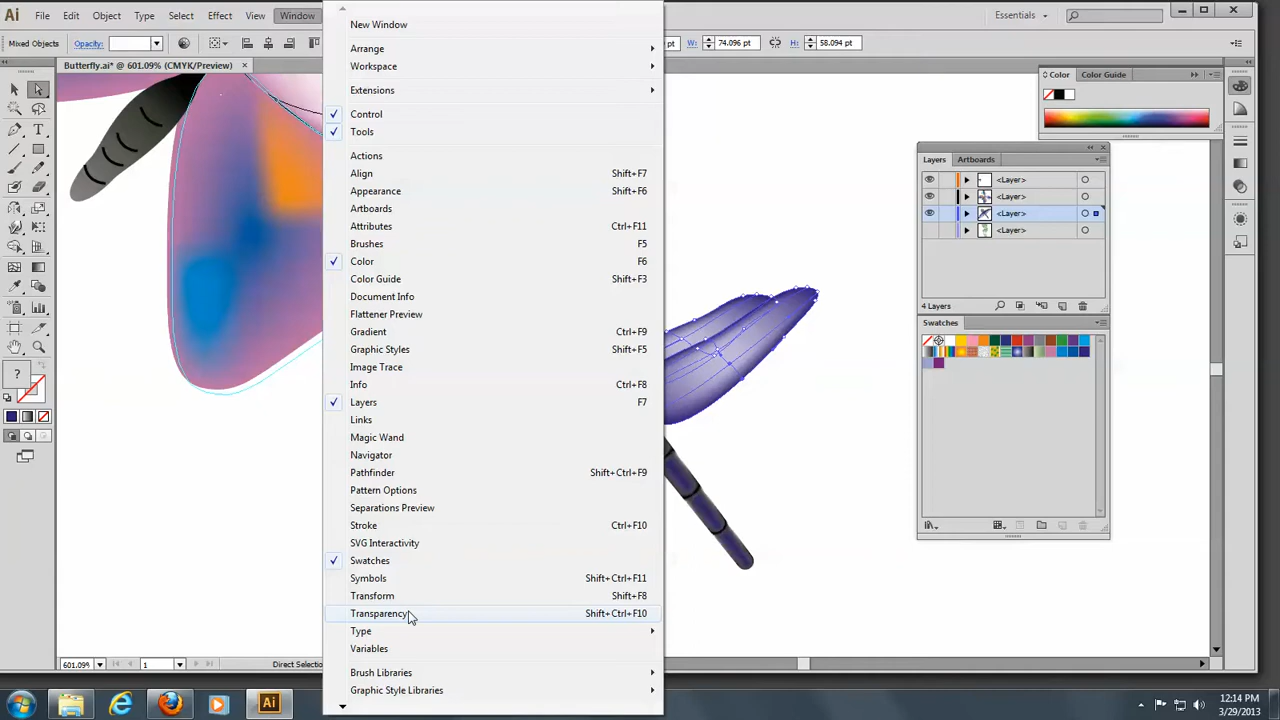 Ai File Edit Object Type Select Effect View Window Essentials
Mixed Objects Opacity: pt W: 74.096 pt H: 58.094 pt
Butterfly.ai* @ 601.09% (CMYK/Preview) ×
New Window
Arrange
Workspace
Extensions
Control
Tools
Actions
Align Shift+F7
Appearance Shift+F6
Artboards
Attributes Ctrl+F11
Brushes F5
Color F6
Color Guide Shift+F3
Document Info
Flattener Preview
Gradient Ctrl+F9
Graphic Styles Shift+F5
Image Trace
Info Ctrl+F8
Layers F7
Links
Magic Wand
Navigator
Pathfinder Shift+Ctrl+F9
Pattern Options
Separations Preview
Stroke Ctrl+F10
SVG Interactivity
Swatches
Symbols Shift+Ctrl+F11
Transform Shift+F8
Transparency Shift+Ctrl+F10
Type
Variables
Brush Libraries
Graphic Style Libraries
Color Color Guide
Layers Artboards
<Layer>
<Layer>
<Layer>
<Layer>
4 Layers
Swatches
?
601.09% 1 Direct Selection
Ai
12:14 PM
3/29/2013